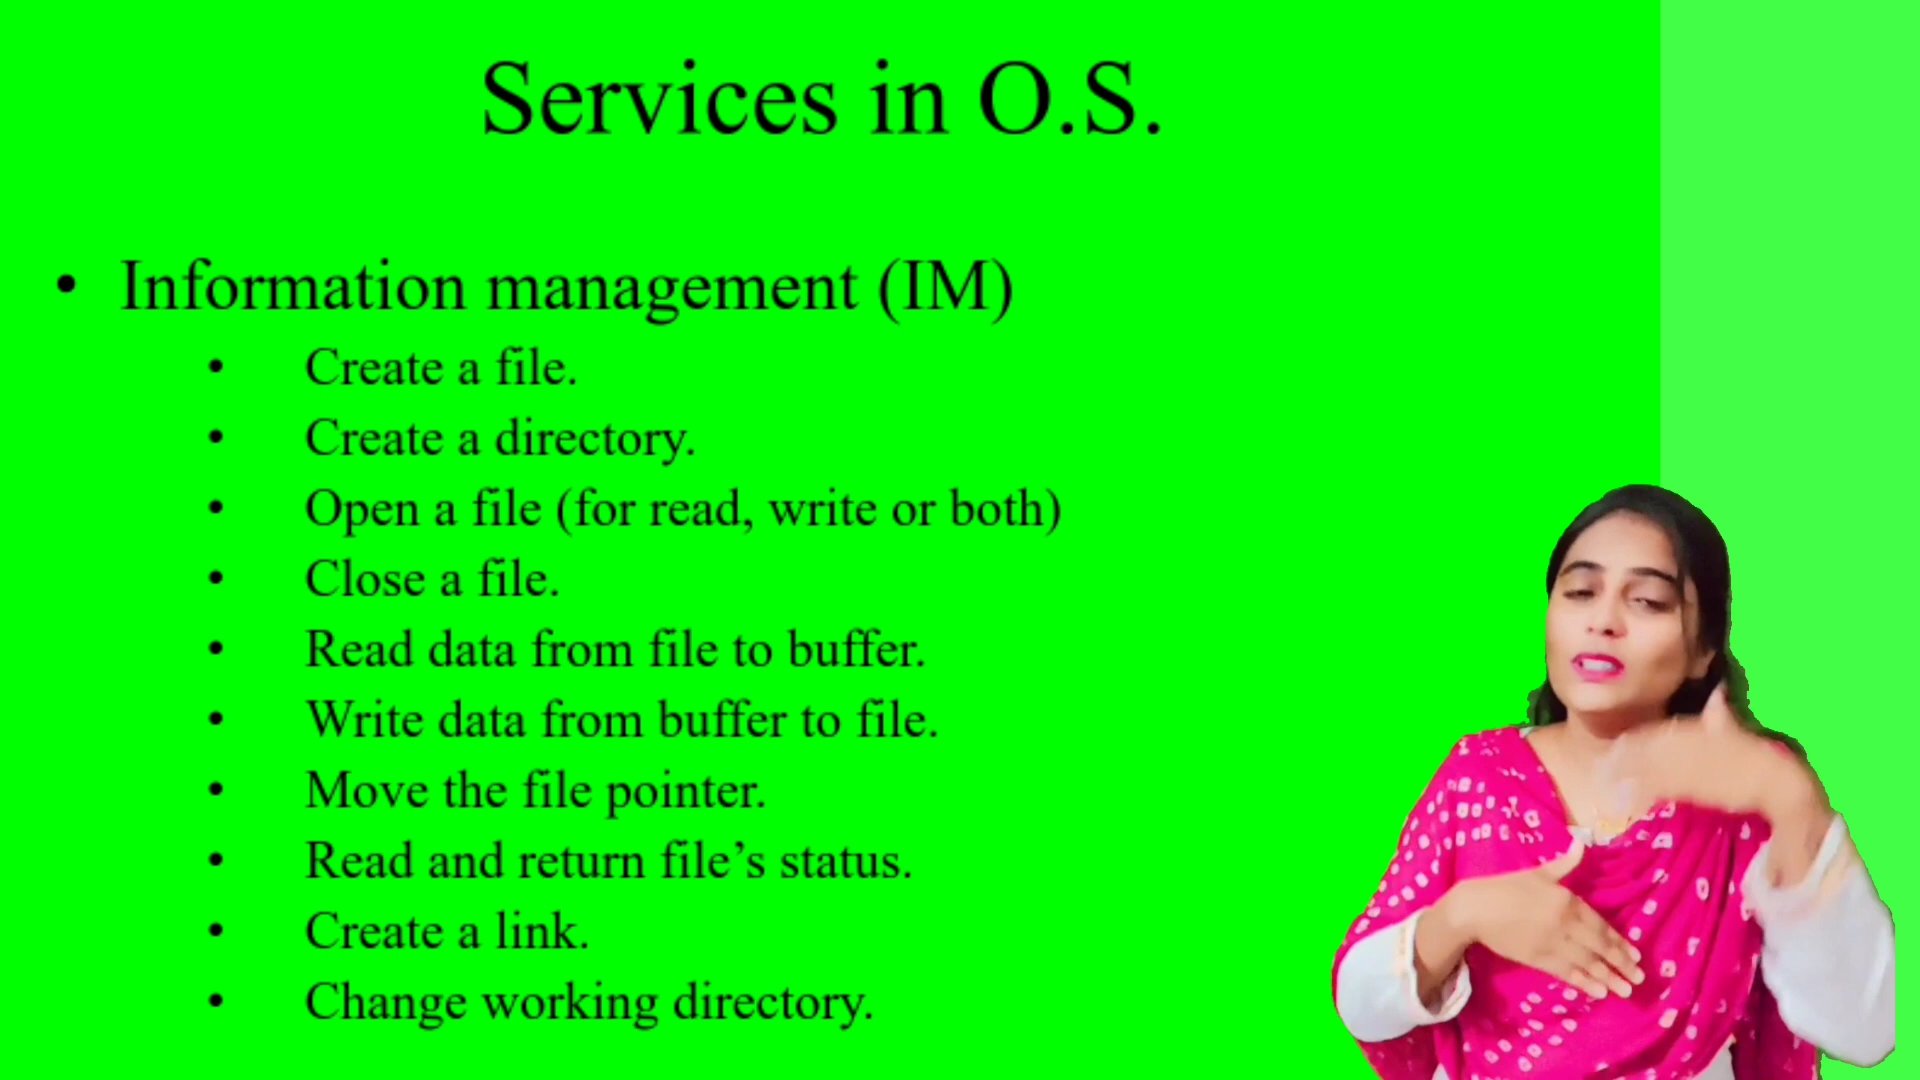 Services in O.S.
• Information management (IM)
• Create a file.
• Create a directory.
• Open a file (for read, write or both)
• Close a file.
• Read data from file to buffer.
• Write data from buffer to file.
• Move the file pointer.
• Read and return file’s status.
• Create a link.
• Change working directory.